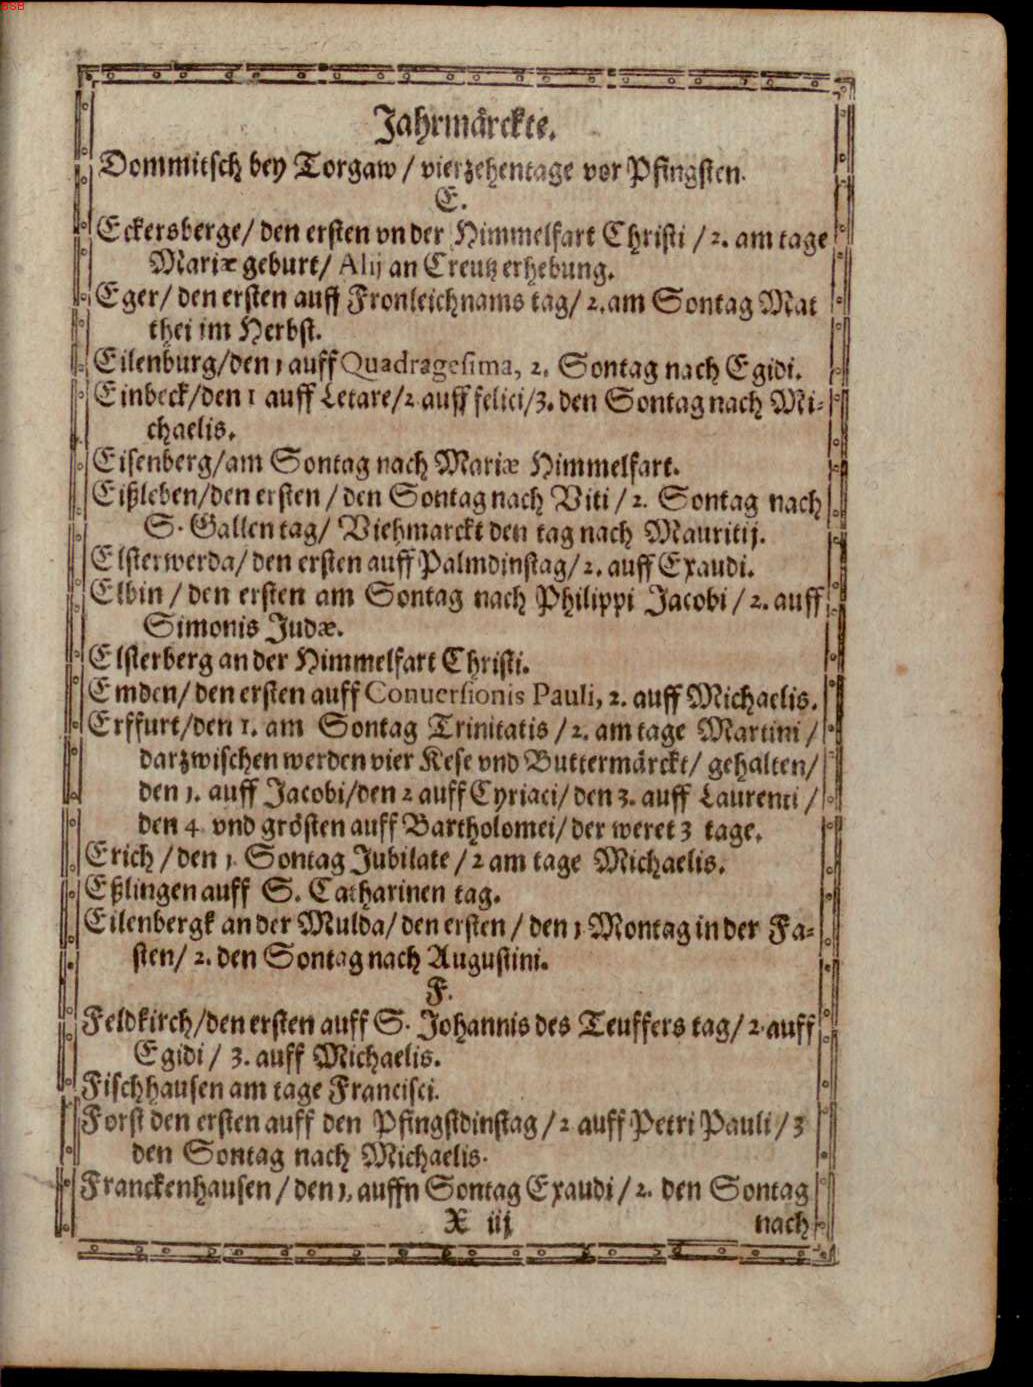 BSB
Jahrmärckte.
Dommitsch bey Torgaw / vierzehentage vor Pfingsten.
E.
Eckersberge / den ersten vn der Himmelfart Christi / 2. am tage
Mariæ geburt / Alij an Creutz erhebung.
Eger / den ersten auff Fronleichnams tag / 2. am Sontag Mat
thei im Herbst.
Eilenburg / den 1 auff Quadragesima, 2. Sontag nach Egidi.
Einbeck / den 1 auff Letare / 2 auff felici / 3. den Sontag nach Mi-
chaelis.
Eisenberg / am Sontag nach Mariæ Himmelfart.
Eißleben / den ersten / den Sontag nach Viti / 2. Sontag nach
S. Gallen tag / Viehmarckt den tag nach Mauritij.
Elsterwerda / den ersten auff Palmdinstag / 2. auff Exaudi.
Elbin / den ersten am Sontag nach Philippi Jacobi / 2. auff
Simonis Judæ.
Elsterberg an der Himmelfart Christi.
Emden / den ersten auff Conuersionis Pauli, 2. auff Michaelis.
Erffurt / den 1. am Sontag Trinitatis / 2. am tage Martini /
darzwischen werden vier Kese vnd Buttermärckt / gehalten /
den 1. auff Jacobi / den 2 auff Cyriaci / den 3. auff Laurenti /
den 4 vnd grösten auff Bartholomei / der weret 3 tage.
Erich / den 1. Sontag Jubilate / 2 am tage Michaelis.
Eßlingen auff S. Catharinen tag.
Eilenbergk an der Mulda / den ersten / den 1 Montag in der Fa-
sten / 2. den Sontag nach Augustini.
F.
Feldkirch / den ersten auff S. Johannis des Teuffers tag / 2. auff
Egidi / 3. auff Michaelis.
Fischhausen am tage Francisci.
Forst den ersten auff den Pfingstdinstag / 2 auff Petri Pauli / 3
den Sontag nach Michaelis.
Franckenhausen / den 1. auffn Sontag Exaudi / 2. den Sontag
X iij
nach